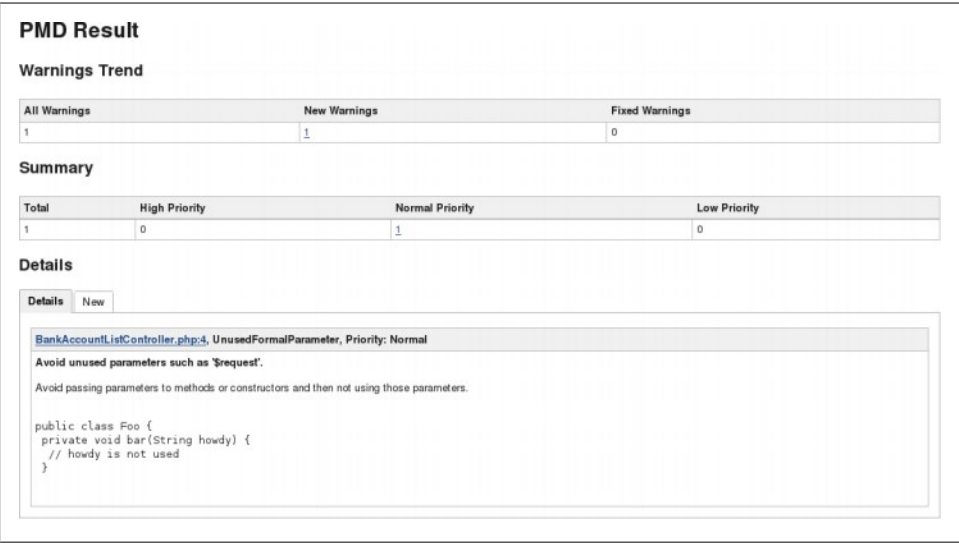 PMD Result
Warnings Trend
All Warnings New Warnings Fixed Warnings
1 1 0
Summary
Total High Priority Normal Priority Low Priority
1 0 1 0
Details
Details New
BankAccountListController.php:4, UnusedFormalParameter, Priority: Normal
Avoid unused parameters such as '$request'.
Avoid passing parameters to methods or constructors and then not using those parameters.
public class Foo {
private void bar(String howdy) {
// howdy is not used
}